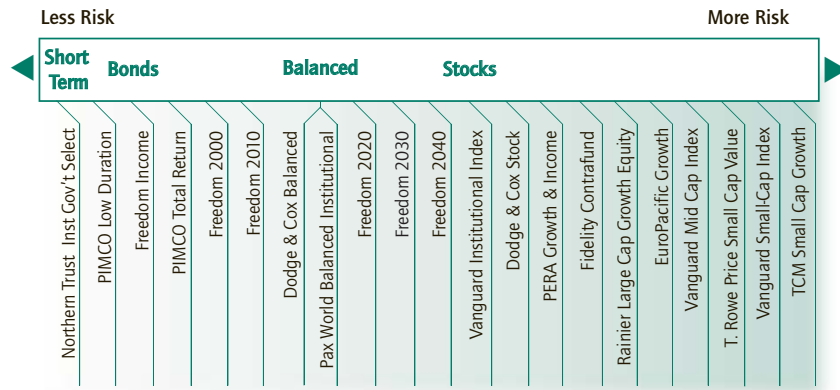 Less Risk
More Risk
Short
Term
Bonds
Balanced
Stocks
Northern Trust Inst Gov't Select
PIMCO Low Duration
Freedom Income
PIMCO Total Return
Freedom 2000
Freedom 2010
Dodge & Cox Balanced
Pax World Balanced Institutional
Freedom 2020
Freedom 2030
Freedom 2040
Vanguard Institutional Index
Dodge & Cox Stock
PERA Growth & Income
Fidelity Contrafund
Rainier Large Cap Growth Equity
EuroPacific Growth
Vanguard Mid Cap Index
T. Rowe Price Small Cap Value
Vanguard Small-Cap Index
TCM Small Cap Growth